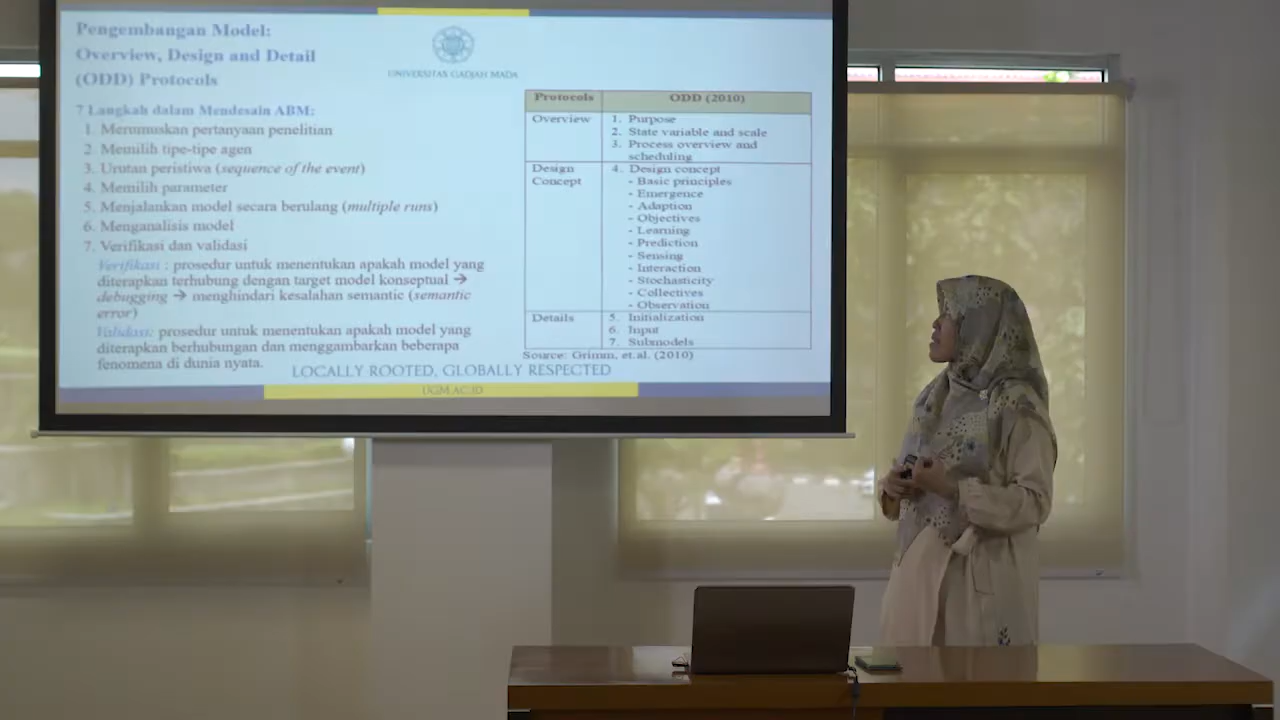 Pengembangan Model:
Overview, Design and Detail
(ODD) Protocols
UNIVERSITAS GADJAH MADA
7 Langkah dalam Mendesain ABM:
1. Merumuskan pertanyaan penelitian
2. Memilih tipe-tipe agen
3. Urutan peristiwa (sequence of the event)
4. Memilih parameter
5. Menjalankan model secara berulang (multiple runs)
6. Menganalisis model
7. Verifikasi dan validasi
Verifikasi : prosedur untuk menentukan apakah model yang
diterapkan terhubung dengan target model konseptual →
debugging → menghindari kesalahan semantic (semantic
error)
Validasi: prosedur untuk menentukan apakah model yang
diterapkan berhubungan dan menggambarkan beberapa
fenomena di dunia nyata.
Protocols ODD (2010)
Overview 1. Purpose
2. State variable and scale
3. Process overview and
scheduling
Design 4. Design concept
Concept - Basic principles
- Emergence
- Adaption
- Objectives
- Learning
- Prediction
- Sensing
- Interaction
- Stochasticity
- Collectives
- Observation
Details 5. Initialization
6. Input
7. Submodels
Source: Grimm, et.al. (2010)
LOCALLY ROOTED, GLOBALLY RESPECTED
UGM.AC.ID